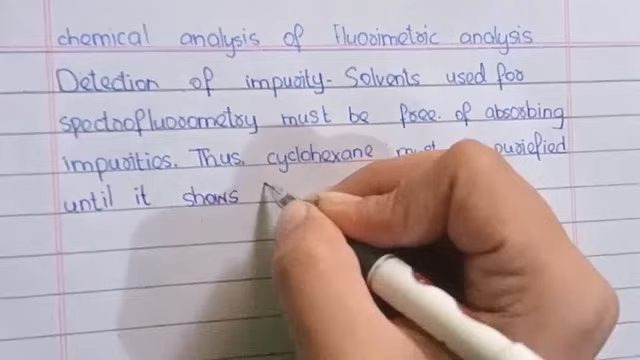 chemical analysis of Fluorimetric analysis
Detection of impurity- Solvents used for
spectrofluorometry must be free. of absorbing
impurities. Thus, cyclohexane must purified
until it shows